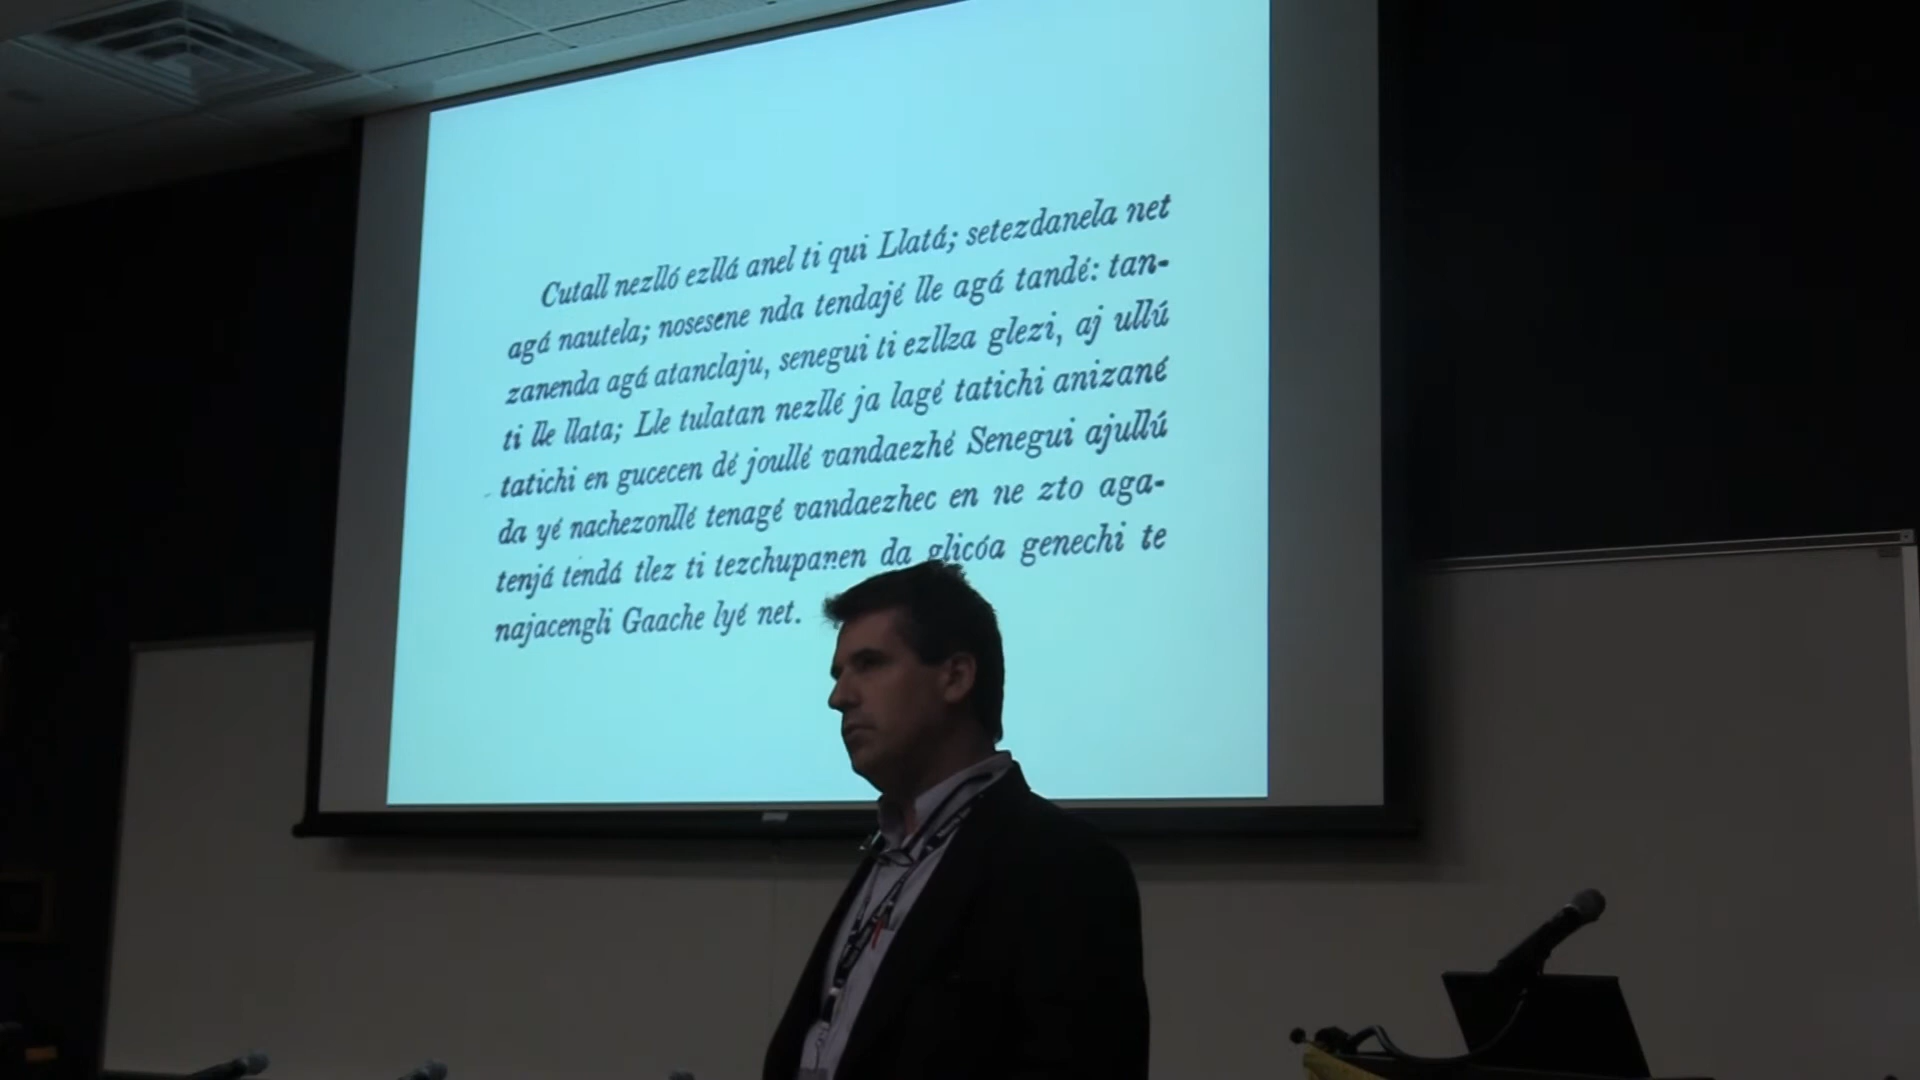 Cutall nezlló ezllá anel ti qui Llatá; setezdanela net
agá nautela; nosesene nda tendajé lle agá tandé: tan-
zanenda agá atanclaju, senegui ti ezllza glezi, aj ullú
ti lle llata; Lle tulatan nezllé ja lagé tatichi anizané
tatichi en gucecen dé joullé vandaezhé Senegui ajullú
da yé nachezonllé tenagé vandaezhec en ne zto aga-
tenjá tendá tlez ti tezchupanen da glicóa genechi te
najacengli Gaache lyé net.